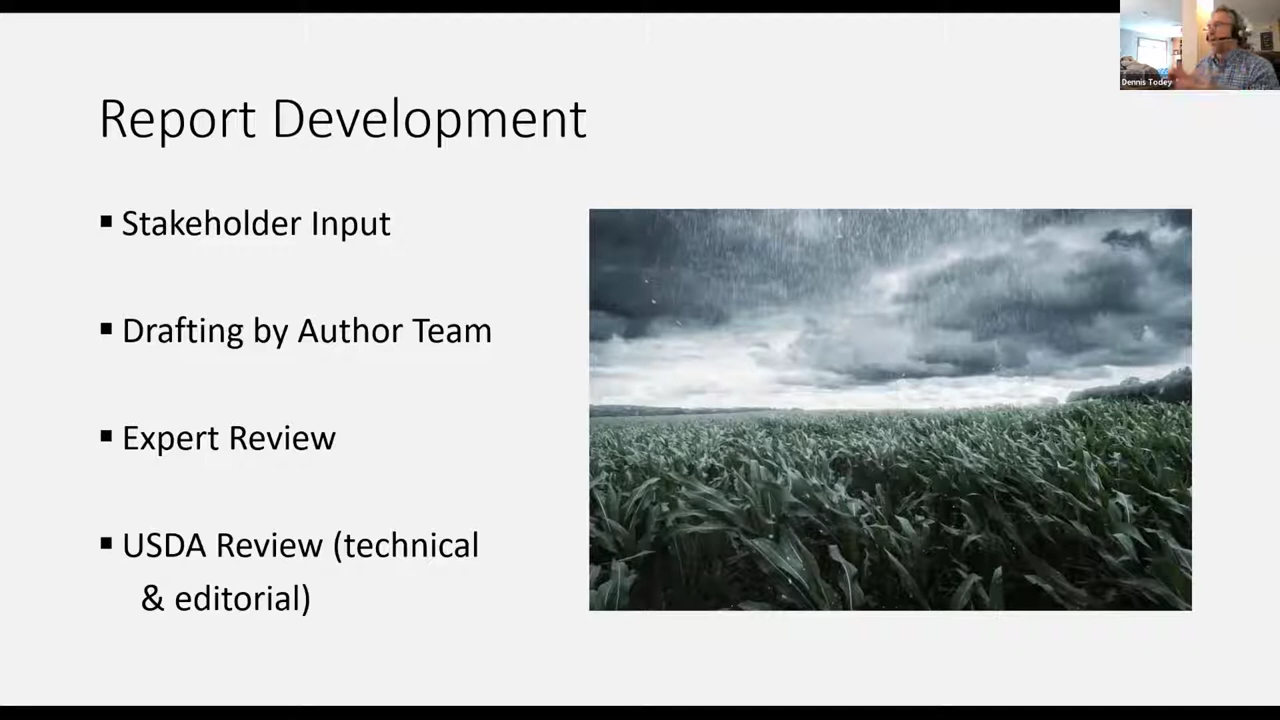 Dennis Todey
Report Development
▪ Stakeholder Input
▪ Drafting by Author Team
▪ Expert Review
▪ USDA Review (technical
& editorial)